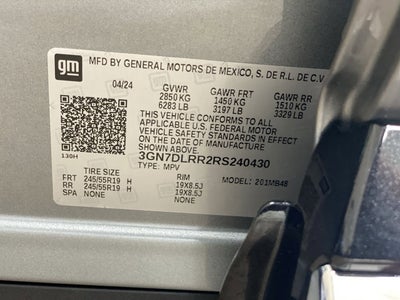 gm MFD BY GENERAL MOTORS DE MEXICO, S. DE R.L. DE C.V
04/24 GVWR GAWR FRT GAWR RR
2850 KG 1450 KG 1510 KG
6283 LB 3197 LB 3329 LB
THIS VEHICLE CONFORMS TO ALL
APPLICABLE U.S. FEDERAL MOTOR
VEHICLE SAFETY STANDARDS IN EFFECT
ON THE DATE OF MANUFACTURE
SHOWN ABOVE.
130H 3GN7DLRR2RS240430
TYPE: MPV MODEL: 201MB48
TIRE SIZE RIM
FRT 245/55R19 H 19X8.5J
RR 245/55R19 H 19X8.5J
SPA NONE NONE